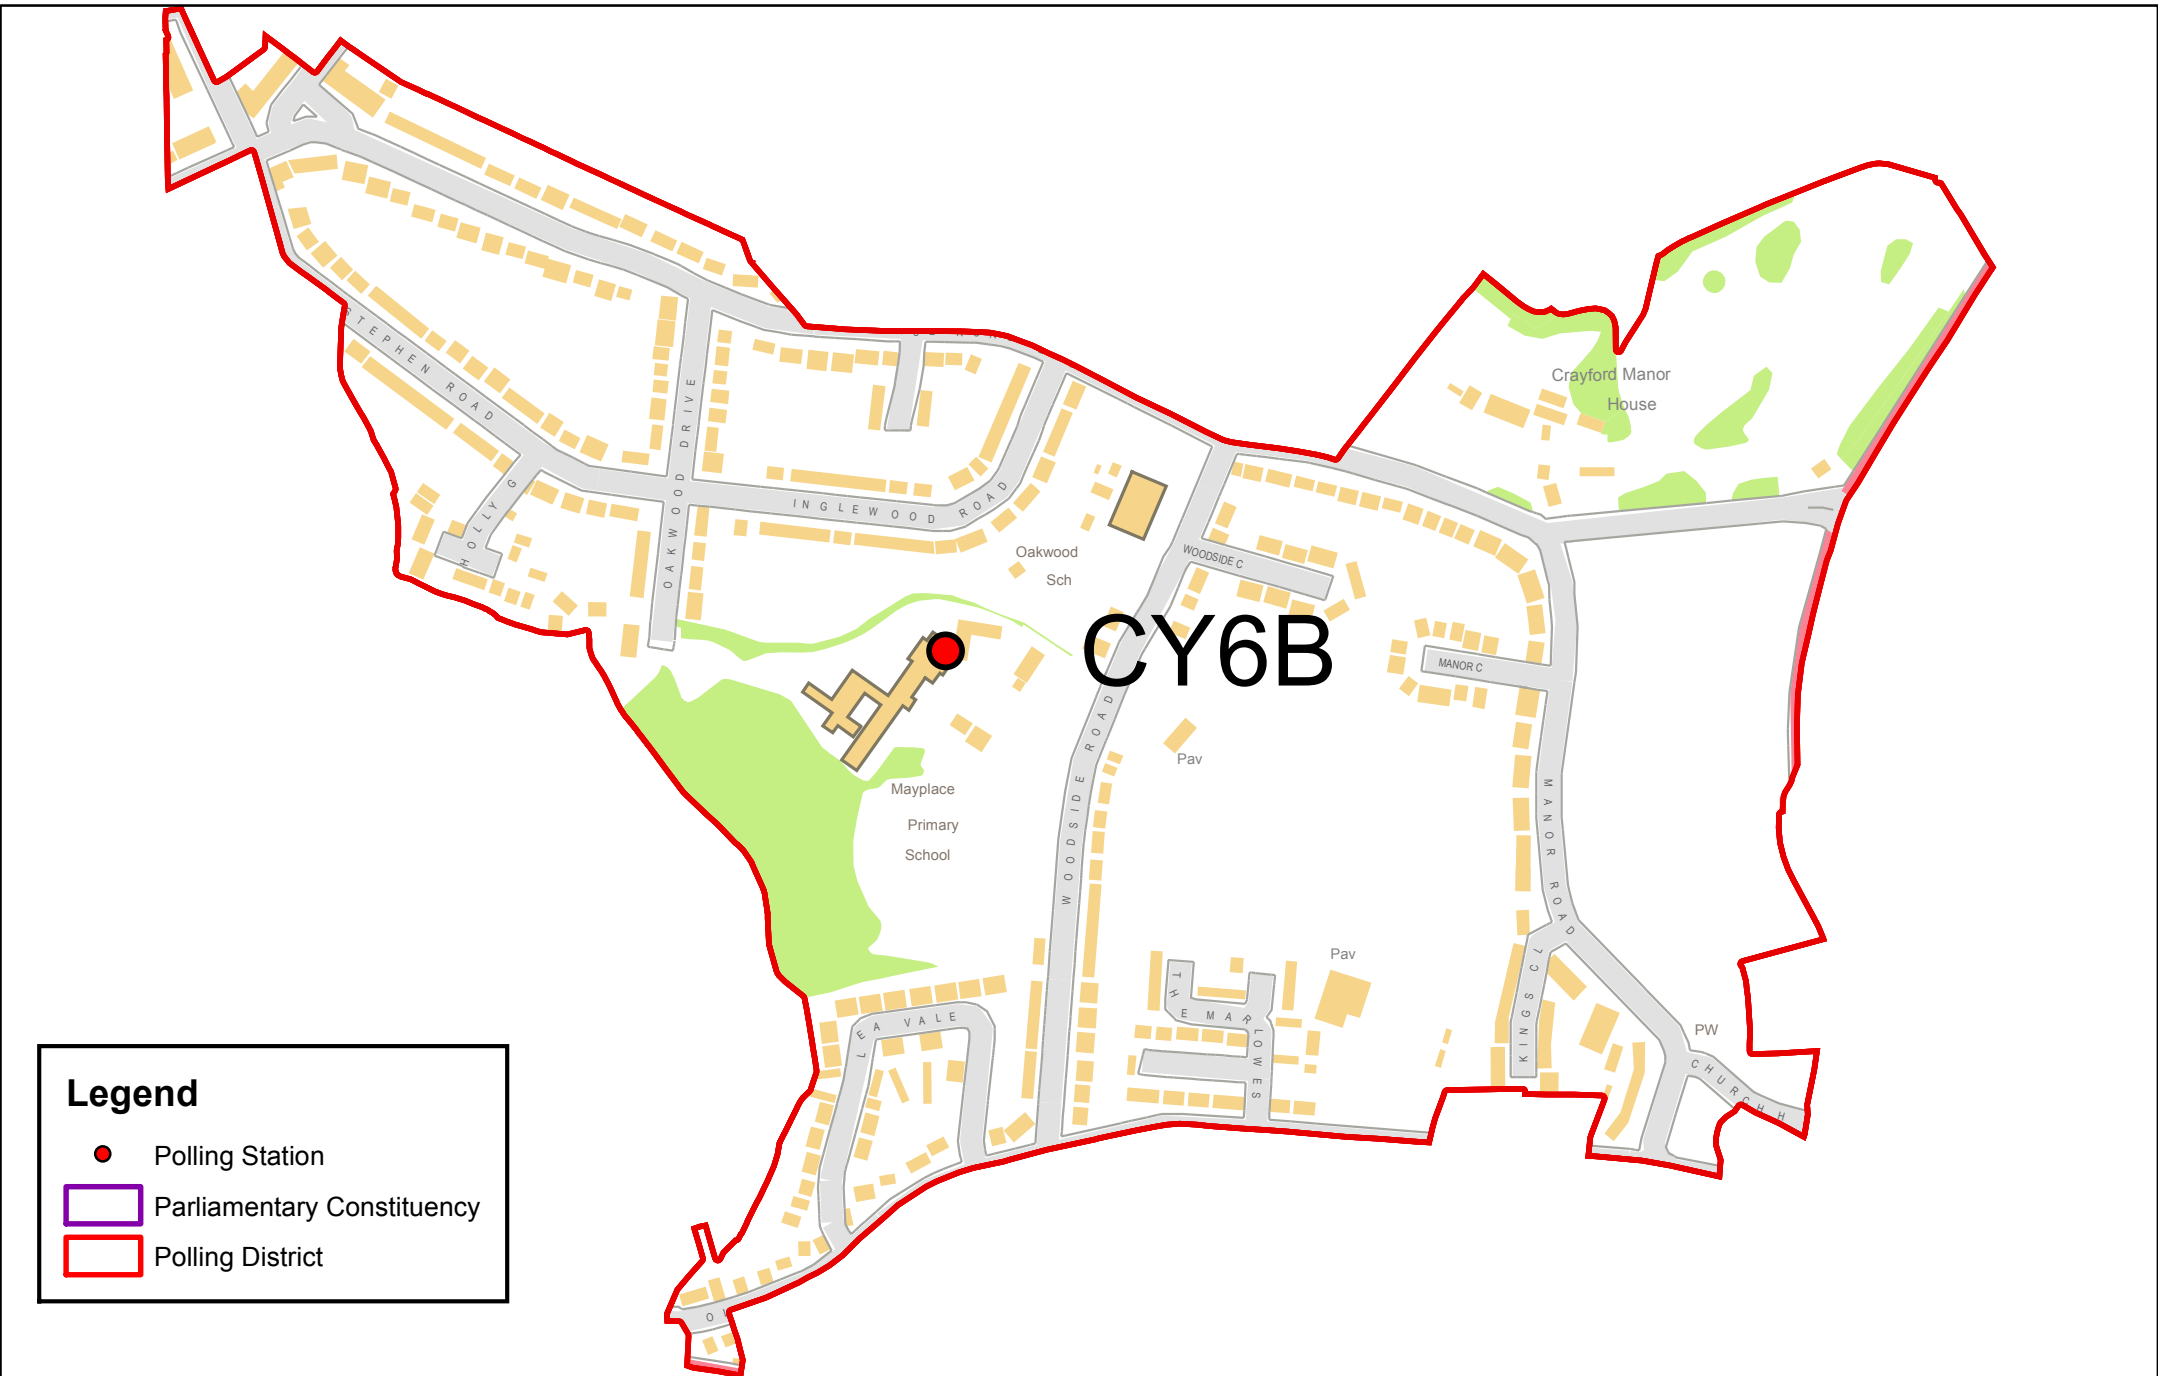 Crayford Manor
House
STEPHEN ROAD
OAKWOOD DRIVE
HOLLY G
INGLEWOOD ROAD
Oakwood
Sch
WOODSIDE C
CY6B
MANOR C
WOODSIDE ROAD
Pav
Mayplace
Primary
School
MANOR ROAD
Pav
THE MARLOWES
KINGS CL
LEA VALE
PW
CHURCH H
Legend
Polling Station
Parliamentary Constituency
Polling District